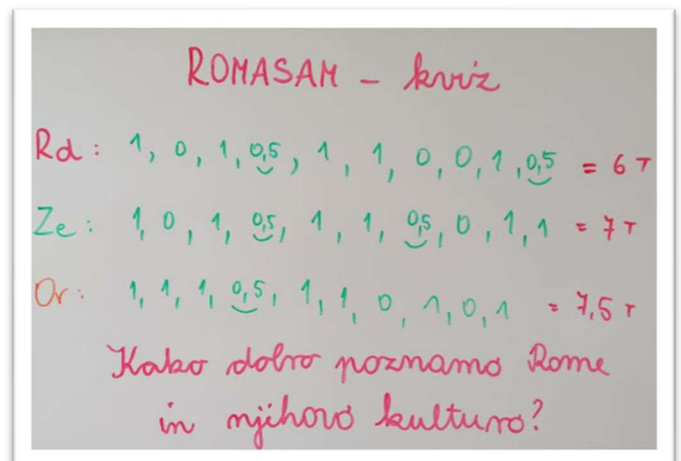 ROMASAM - kviz
Rd: 1, 0, 1, 0,5, 1, 1, 0, 0, 1, 0,5 = 6 T
Ze: 1, 0, 1, 0,5, 1, 1, 0,5, 0, 1, 1 = 7 T
Or: 1, 1, 1, 0,5, 1, 1, 0, 1, 0, 1 = 7,5 T
Kako dobro poznamo Rome
in njihovo kulturo?